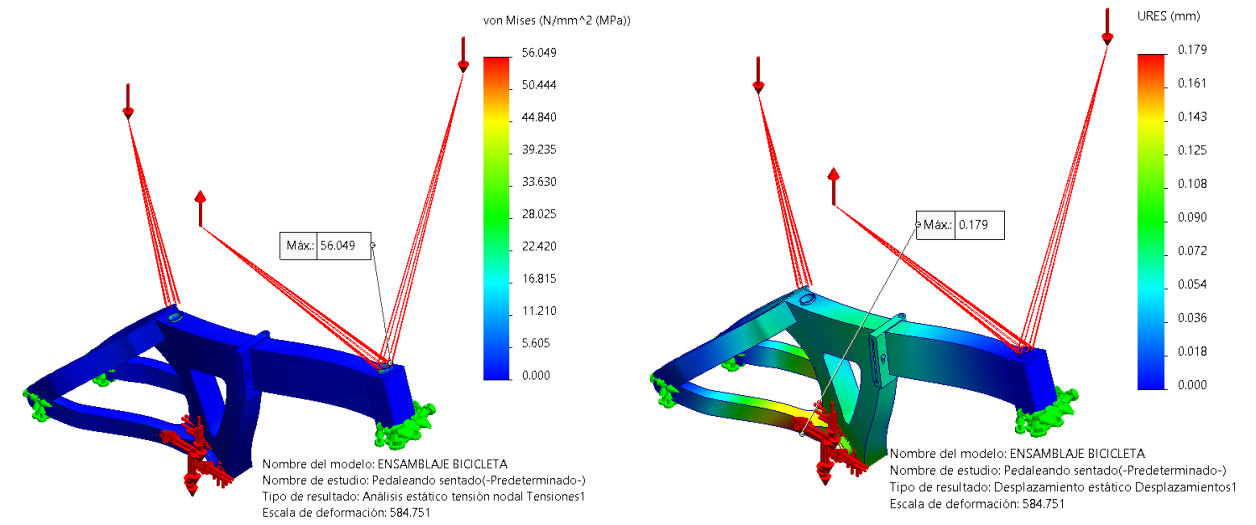 von Mises (N/mm^2 (MPa))
56.049
50.444
44.840
39.235
33.630
28.025
22.420
16.815
11.210
5.605
0.000
Máx.: 56.049
Nombre del modelo: ENSAMBLAJE BICICLETA
Nombre de estudio: Pedaleando sentado(-Predeterminado-)
Tipo de resultado: Análisis estático tensión nodal Tensiones1
Escala de deformación: 584.751
URES (mm)
0.179
0.161
0.143
0.125
0.108
0.090
0.072
0.054
0.036
0.018
0.000
Máx.: 0.179
Nombre del modelo: ENSAMBLAJE BICICLETA
Nombre de estudio: Pedaleando sentado(-Predeterminado-)
Tipo de resultado: Desplazamiento estático Desplazamientos1
Escala de deformación: 584.751